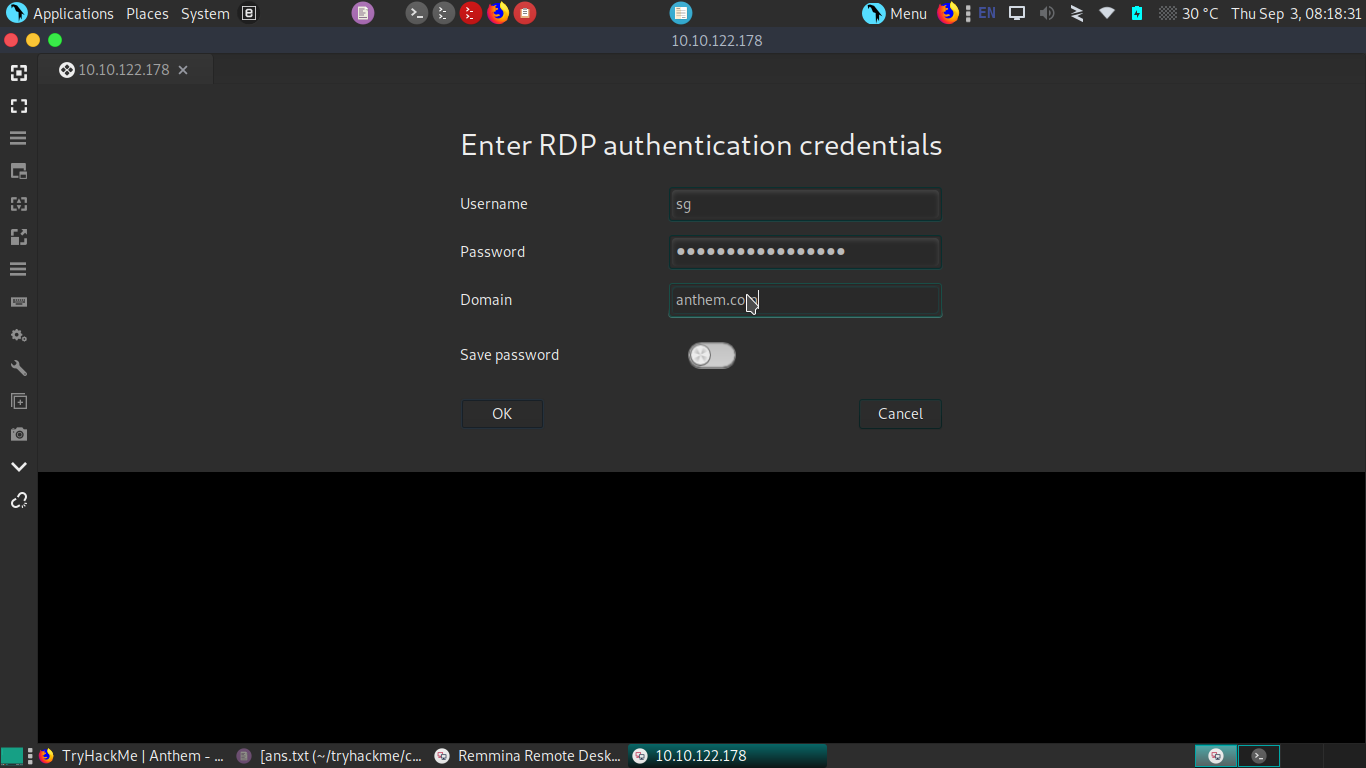 Applications Places System Menu EN 30 °C Thu Sep 3, 08:18:31
10.10.122.178
10.10.122.178
Enter RDP authentication credentials
Username sg
Password ●●●●●●●●●●●●●●●●●
Domain anthem.com
Save password
OK Cancel
TryHackMe | Anthem - ... [ans.txt (~/tryhackme/c... Remmina Remote Desk... 10.10.122.178